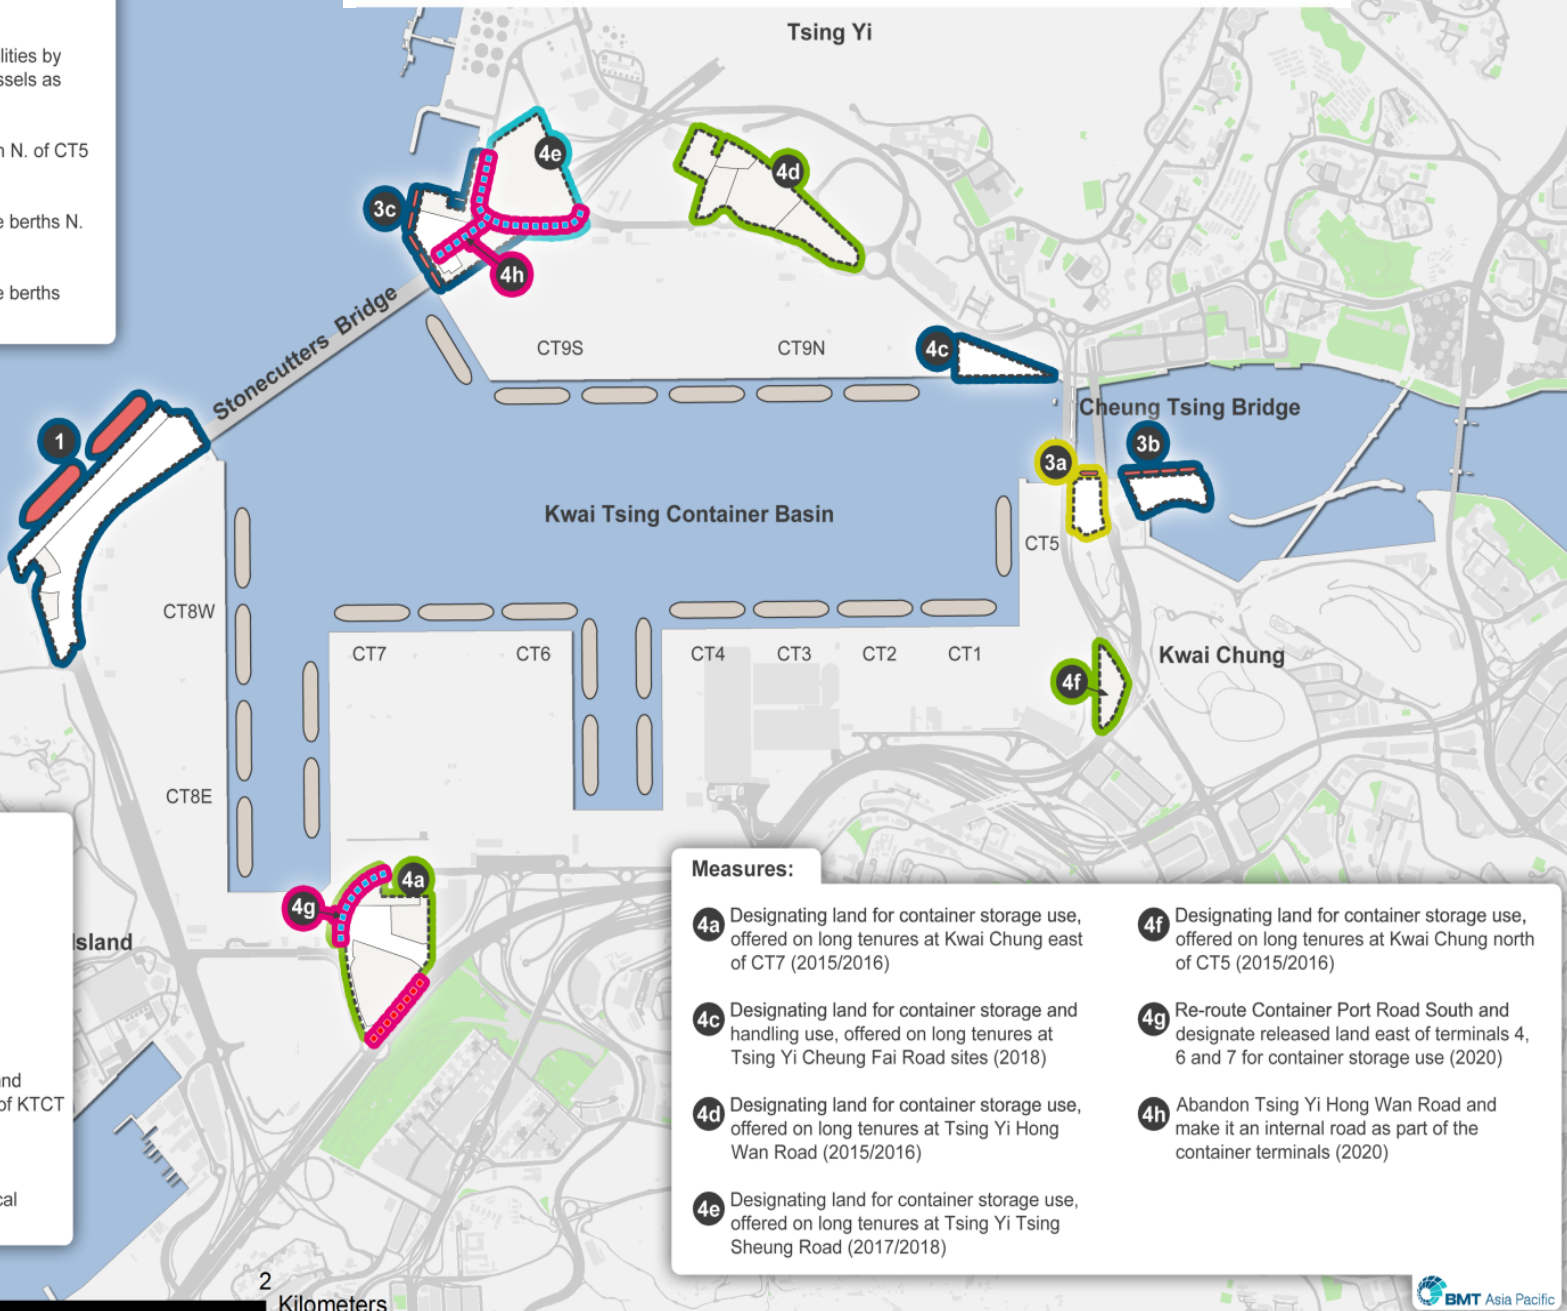 lities by
ssels as
n N. of CT5
e berths N.
e berths
Tsing Yi
4e
4d
3c
4h
Stonecutters Bridge
CT9S
CT9N
4c
Cheung Tsing Bridge
1
3a
3b
Kwai Tsing Container Basin
CT5
CT8W
CT7
CT6
CT4
CT3
CT2
CT1
Kwai Chung
4f
CT8E
4a
4g
Island
and
of KTCT
cal
Measures:
4a Designating land for container storage use,
offered on long tenures at Kwai Chung east
of CT7 (2015/2016)
4c Designating land for container storage and
handling use, offered on long tenures at
Tsing Yi Cheung Fai Road sites (2018)
4d Designating land for container storage use,
offered on long tenures at Tsing Yi Hong
Wan Road (2015/2016)
4e Designating land for container storage use,
offered on long tenures at Tsing Yi Tsing
Sheung Road (2017/2018)
4f Designating land for container storage use,
offered on long tenures at Kwai Chung north
of CT5 (2015/2016)
4g Re-route Container Port Road South and
designate released land east of terminals 4,
6 and 7 for container storage use (2020)
4h Abandon Tsing Yi Hong Wan Road and
make it an internal road as part of the
container terminals (2020)
2
Kilometers
BMT Asia Pacific